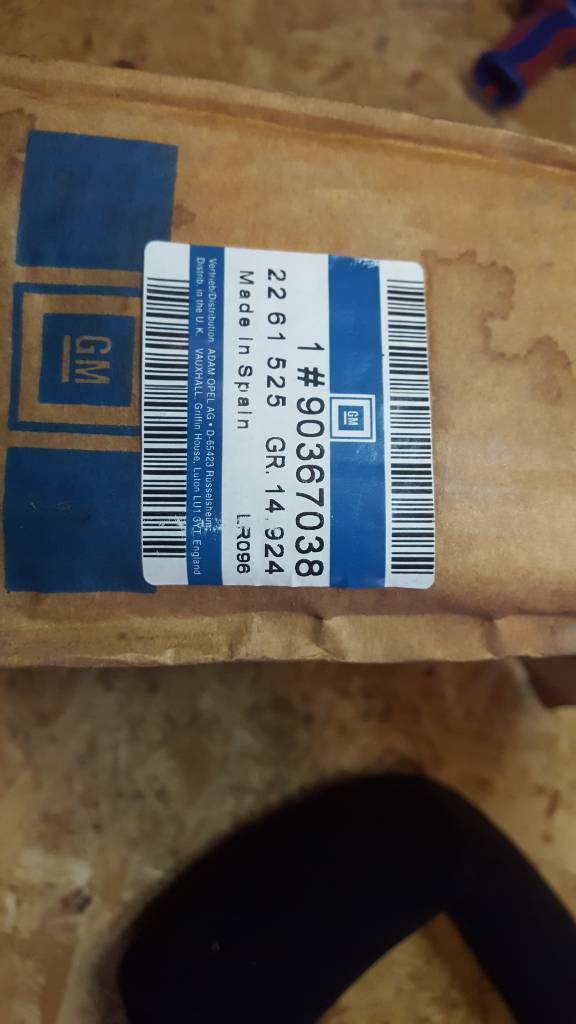 GM
GM
1#90367038
22 61 525 GR. 14.924
Made In Spain LR096
Vertrieb/Distribution ADAM OPEL AG • D-65423 Rüsselsheim
Distrib. in the U.K. VAUXHALL, Griffin House, Luton LU1 3YT England